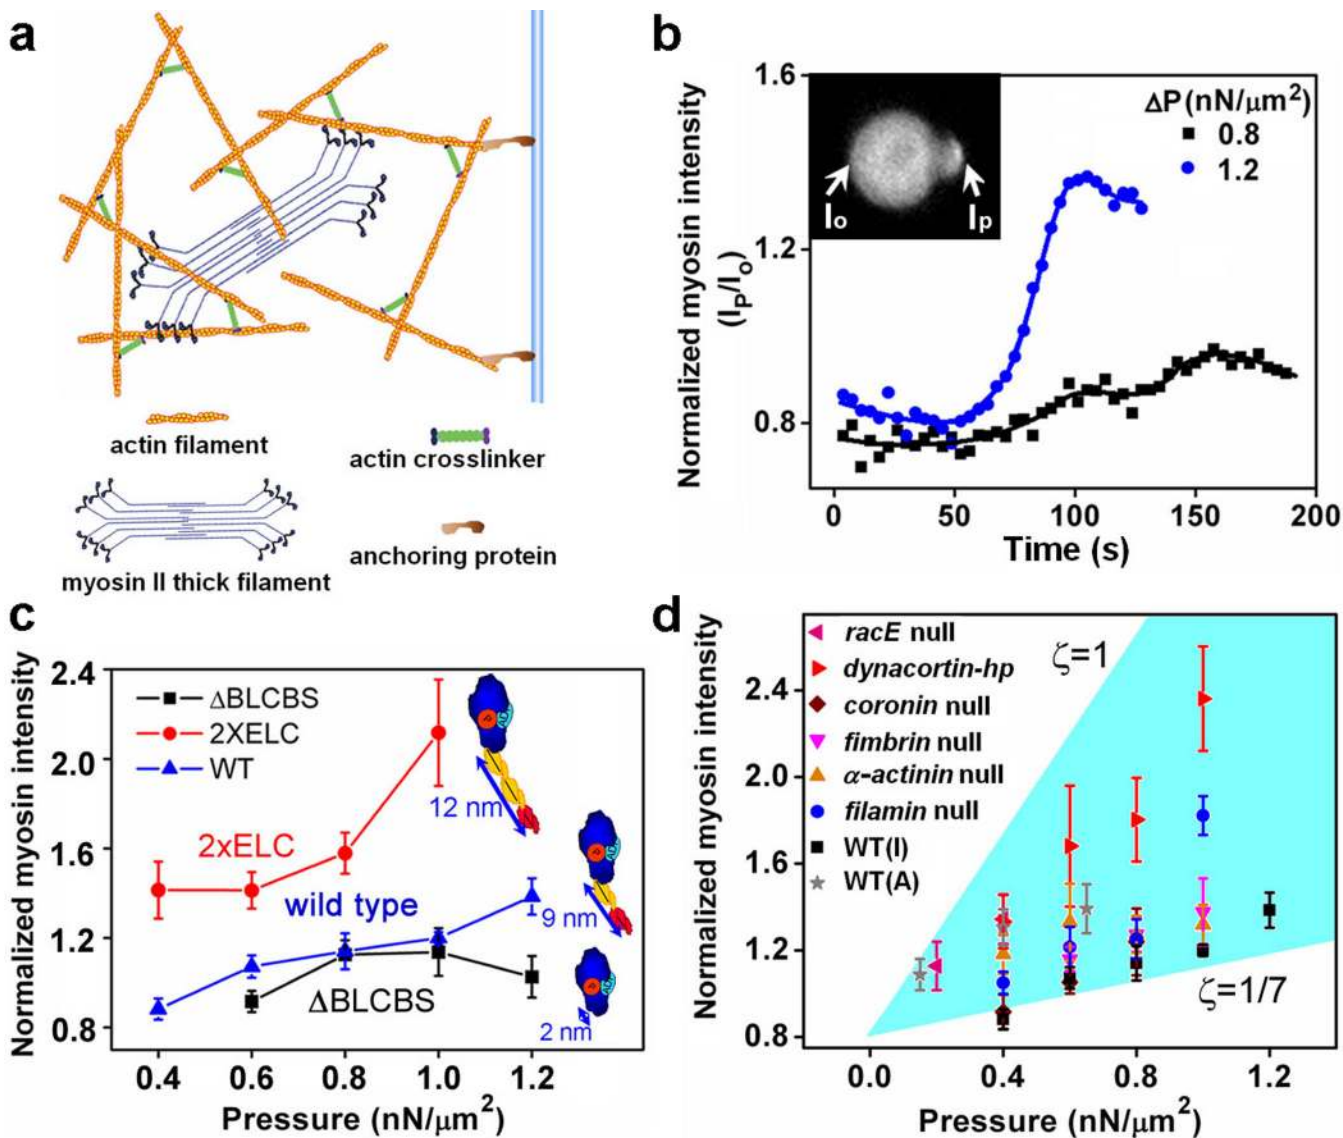 a
actin filament
actin crosslinker
myosin II thick filament
anchoring protein
b
Normalized myosin intensity
(I_P/I_o)
1.6
1.2
0.8
ΔP(nN/μm²)
0.8
1.2
I_o
I_p
0
50
100
150
200
Time (s)
c
Normalized myosin intensity
2.4
2.0
1.6
1.2
0.8
ΔBLCBS
2XELC
WT
2xELC
wild type
ΔBLCBS
12 nm
9 nm
2 nm
0.4
0.6
0.8
1.0
1.2
Pressure (nN/μm²)
d
Normalized myosin intensity
2.4
2.0
1.6
1.2
0.8
racE null
dynacortin-hp
coronin null
fimbrin null
α-actinin null
filamin null
WT(I)
WT(A)
ζ=1
ζ=1/7
0.0
0.4
0.8
1.2
Pressure (nN/μm²)